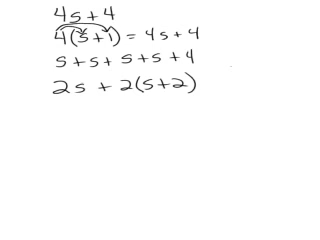 4s + 4
4(s + 1) = 4s + 4
s + s + s + s + 4
2s + 2(s + 2)